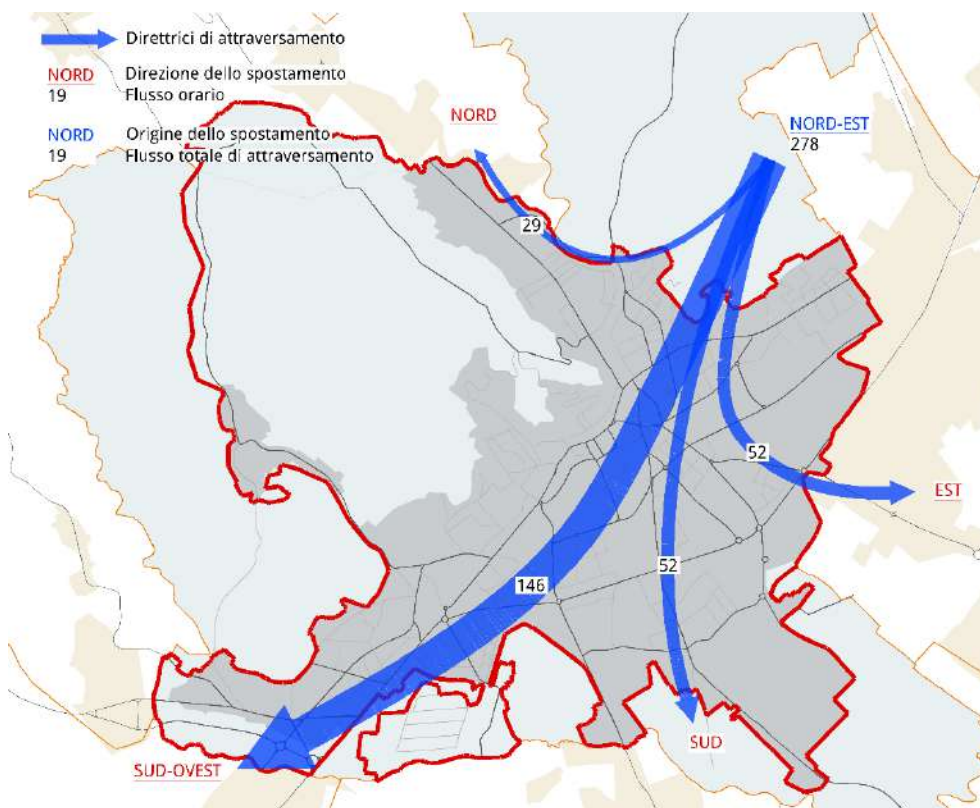 Direttrici di attraversamento
NORD Direzione dello spostamento
19 Flusso orario
NORD Origine dello spostamento
19 Flusso totale di attraversamento
NORD
NORD-EST
278
29
52
EST
52
146
SUD
SUD-OVEST